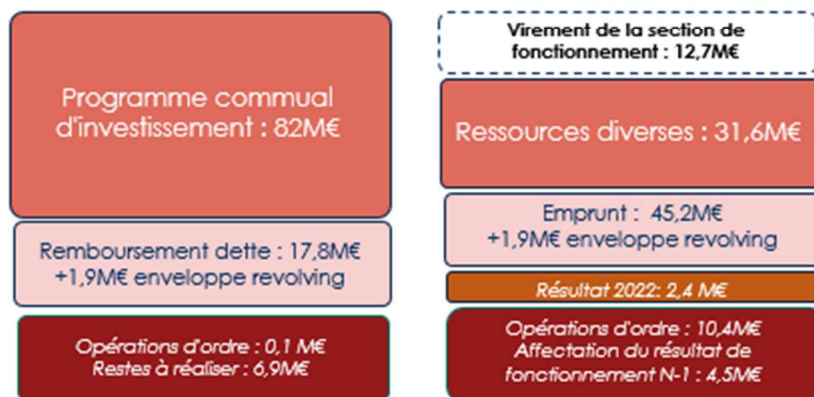 Programme commual
d'investissement : 82M€
Remboursement dette : 17,8M€
+1,9M€ enveloppe revolving
Opérations d'ordre : 0,1 M€
Restes à réaliser : 6,9M€
Virement de la section de
fonctionnement : 12,7M€
Ressources diverses : 31,6M€
Emprunt : 45,2M€
+1,9M€ enveloppe revolving
Résultat 2022: 2,4 M€
Opérations d'ordre : 10,4M€
Affectation du résultat de
fonctionnement N-1 : 4,5M€